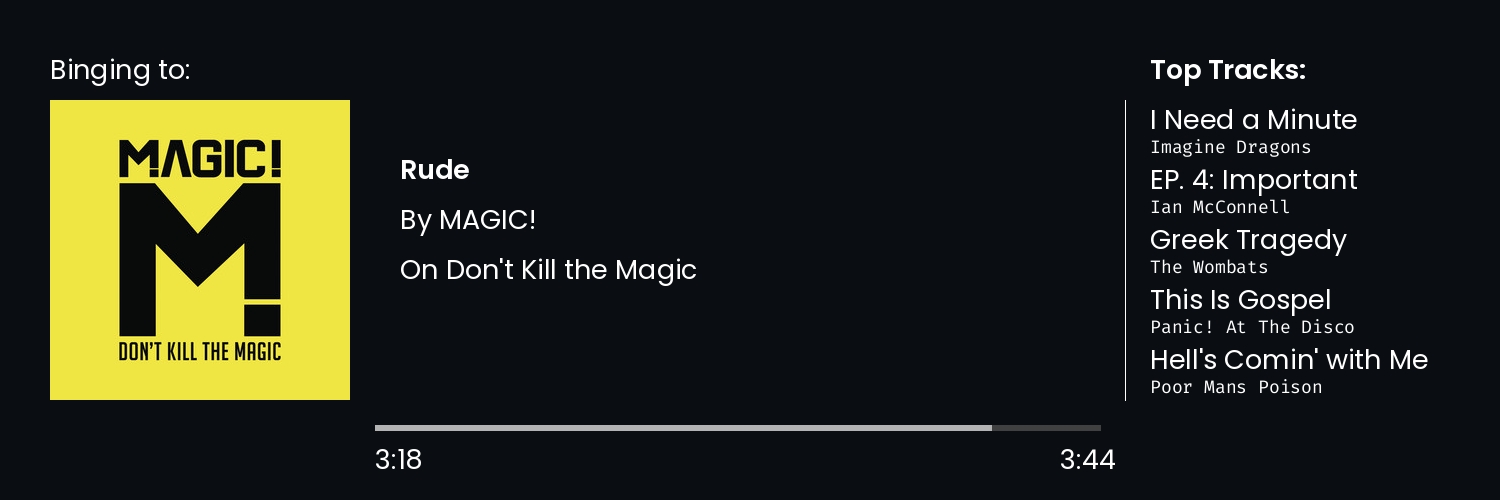 Binging to:
MAGIC!
M!
DON'T KILL THE MAGIC
Rude
By MAGIC!
On Don't Kill the Magic
3:18
3:44
Top Tracks:
I Need a Minute
Imagine Dragons
EP. 4: Important
Ian McConnell
Greek Tragedy
The Wombats
This Is Gospel
Panic! At The Disco
Hell's Comin' with Me
Poor Mans Poison